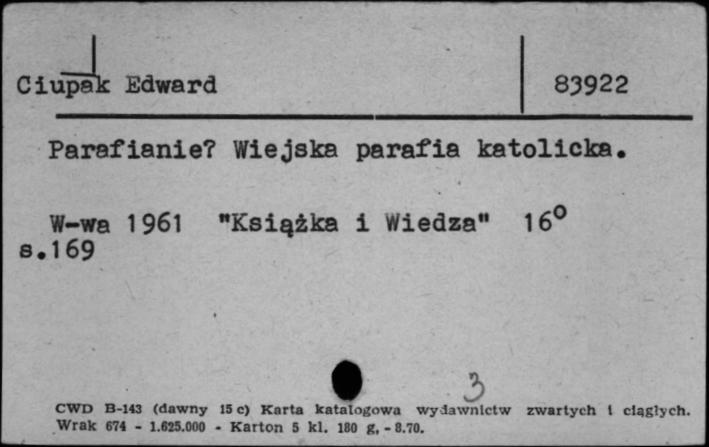 Ciupak Edward 83922
Parafianie? Wiejska parafia katolicka.
W-wa 1961 "Książka i Wiedza" 16⁰
s.169
3
CWD B-143 (dawny 15 c) Karta katalogowa wydawnictw zwartych i ciągłych.
Wrak 674 - 1.625.000 - Karton 5 kl. 180 g, - 8.70.